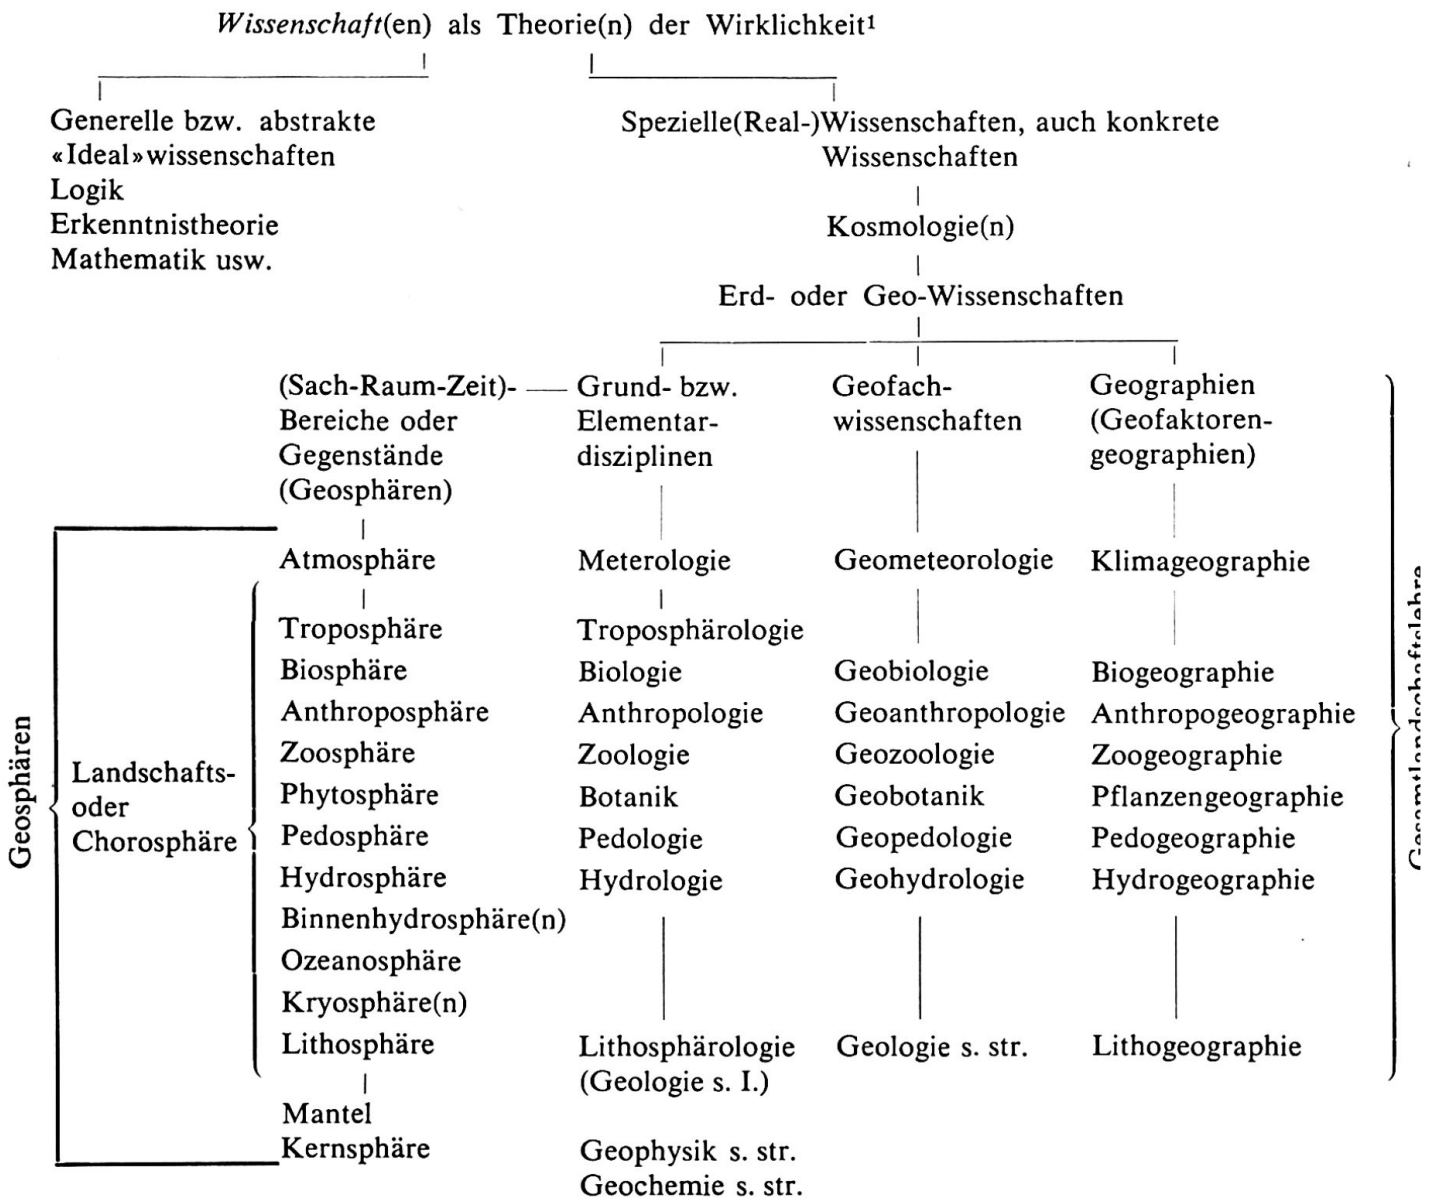 Wissenschaft(en) als Theorie(n) der Wirklichkeit¹
Generelle bzw. abstrakte
«Ideal»wissenschaften
Logik
Erkenntnistheorie
Mathematik usw.
Spezielle(Real-)Wissenschaften, auch konkrete
Wissenschaften
Kosmologie(n)
Erd- oder Geo-Wissenschaften
(Sach-Raum-Zeit)-
Bereiche oder
Gegenstände
(Geosphären)
Grund- bzw.
Elementar-
disziplinen
Geofach-
wissenschaften
Geographien
(Geofaktoren-
geographien)
Atmosphäre Meterologie Geometeorologie Klimageographie
Troposphäre Troposphärologie
Biosphäre Biologie Geobiologie Biogeographie
Anthroposphäre Anthropologie Geoanthropologie Anthropogeographie
Zoosphäre Zoologie Geozoologie Zoogeographie
Phytosphäre Botanik Geobotanik Pflanzengeographie
Pedosphäre Pedologie Geopedologie Pedogeographie
Hydrosphäre Hydrologie Geohydrologie Hydrogeographie
Binnenhydrosphäre(n)
Ozeanosphäre
Kryosphäre(n)
Lithosphäre Lithosphärologie Geologie s. str. Lithogeographie
(Geologie s. I.)
Mantel
Kernsphäre Geophysik s. str.
Geochemie s. str.
Geosphären
Landschafts-
oder
Chorosphäre
Gesamtlandschaftslehre